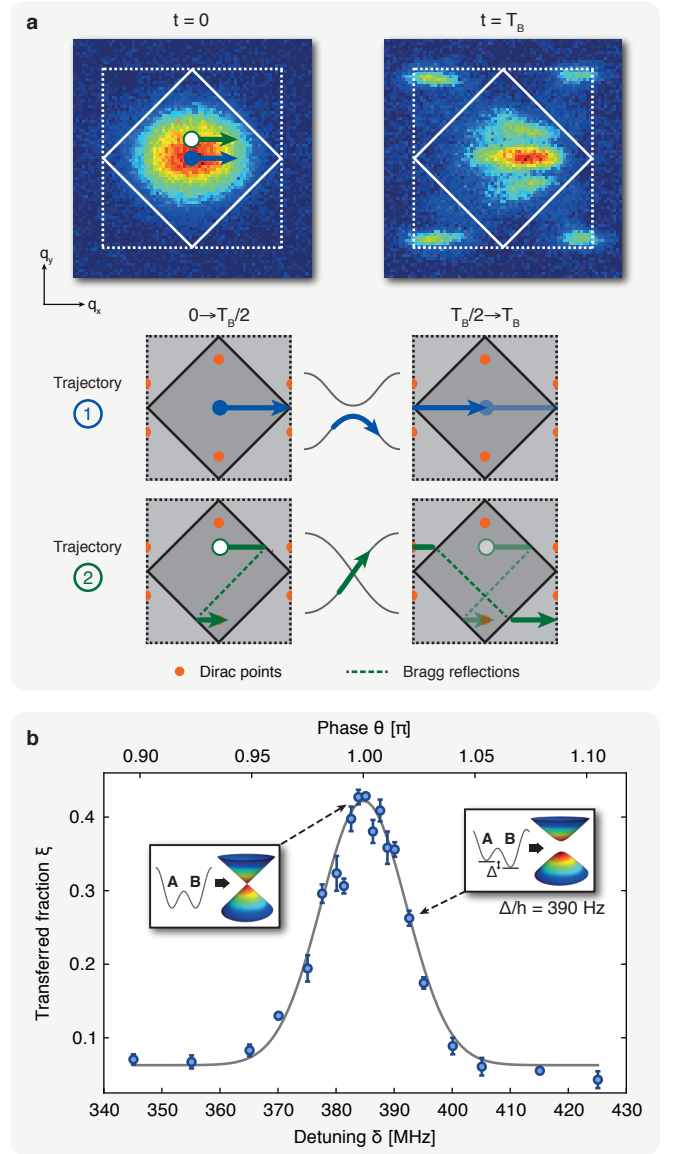 a
t = 0
t = T_B
q_y
q_x
0→T_B/2
T_B/2→T_B
Trajectory
1
Trajectory
2
Dirac points
Bragg reflections
b
Phase θ [π]
0.90 0.95 1.00 1.05 1.10
Transferred fraction ξ
0.4
0.3
0.2
0.1
A B
A B
Δ
Δ/h = 390 Hz
340 350 360 370 380 390 400 410 420 430
Detuning δ [MHz]